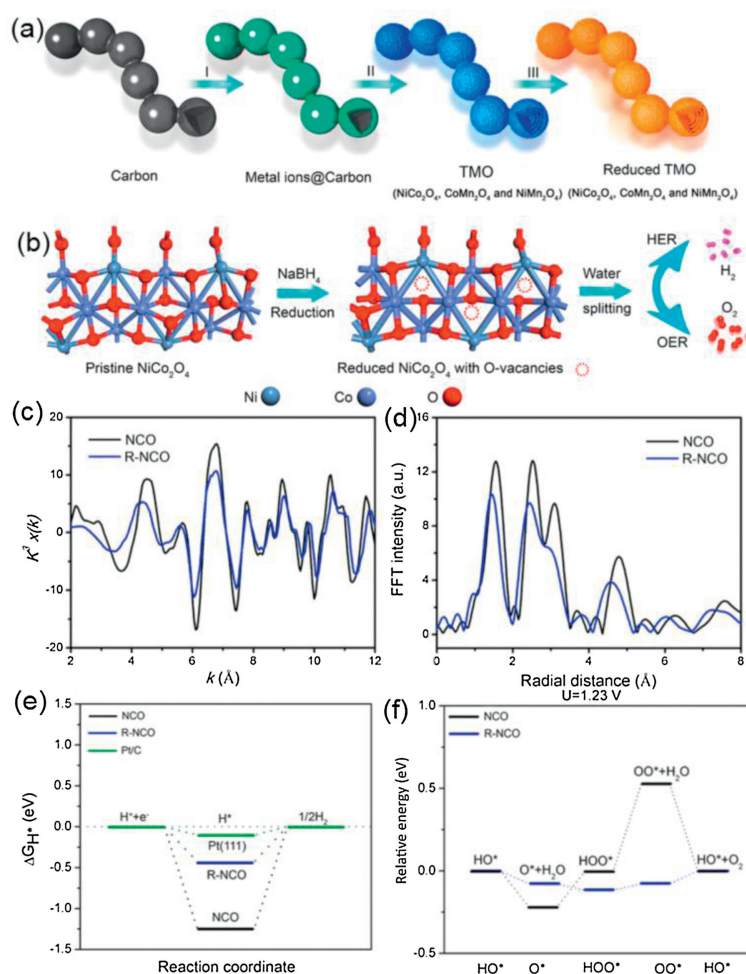 (a)
I II III
Carbon Metal ions@Carbon TMO Reduced TMO
(NiCo₂O₄, CoMn₂O₄ and NiMn₂O₄) (NiCo₂O₄, CoMn₂O₄ and NiMn₂O₄)
(b)
HER
H₂
NaBH₄ Water
Reduction splitting
O₂
OER
Pristine NiCo₂O₄ Reduced NiCo₂O₄ with O-vacancies
Ni Co O
(c)
NCO
R-NCO
20
10
0
-10
-20
K³ x(k)
2 4 6 8 10 12
k (Å)
(d)
NCO
R-NCO
16
12
8
4
0
FFT intensity (a.u.)
0 2 4 6 8
Radial distance (Å)
(e)
NCO
R-NCO
Pt/C
1.5
1.0
0.5
0.0
-0.5
-1.0
-1.5
ΔG_H* (eV)
H⁺+e⁻ H* 1/2H₂
Pt(111)
R-NCO
NCO
Reaction coordinate
U=1.23 V
(f)
NCO
R-NCO
1.0
0.5
0.0
-0.5
Relative energy (eV)
OO*+H₂O
HO* O*+H₂O HOO* HO*+O₂
HO* O* HOO* OO* HO*